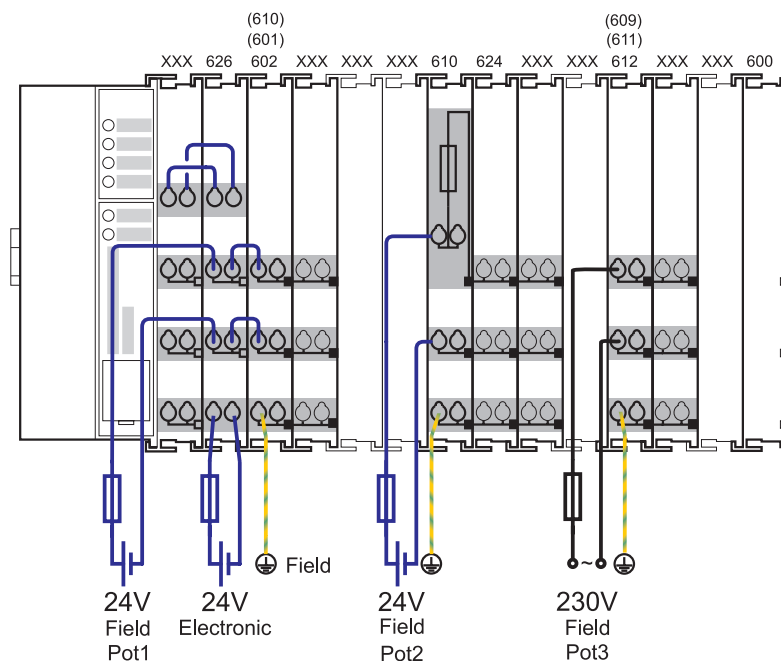 (610) (609)
(601) (611)
XXX 626 602 XXX XXX XXX 610 624 XXX XXX 612 XXX XXX 600
Field
~
24V 24V 24V 230V
Field Electronic Field Field
Pot1 Pot2 Pot3